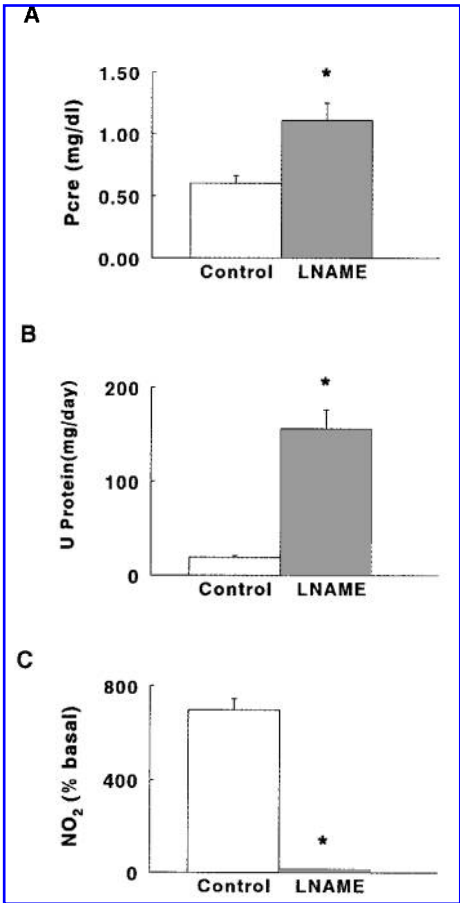 A
*
1.50
1.00
0.50
0.00
Pcre (mg/dl)
Control LNAME
B
*
200
100
0
U Protein(mg/day)
Control LNAME
C
800
400
0
NO2 (% basal)
*
Control LNAME